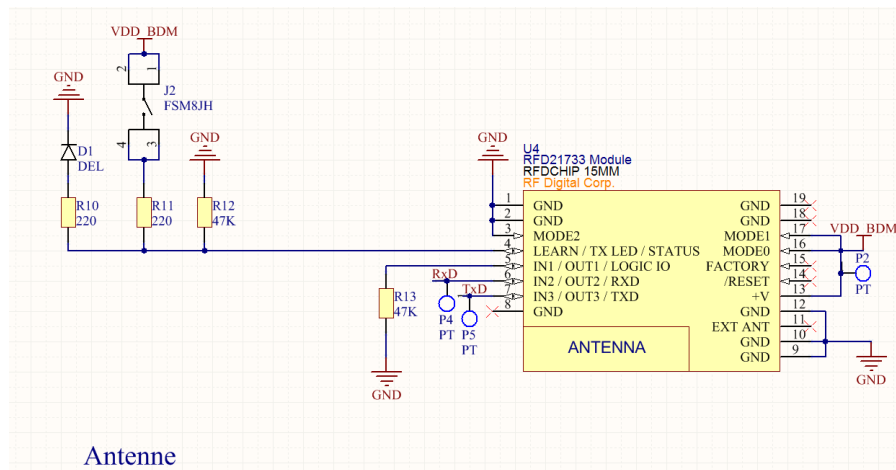 VDD_BDM
2
1
J2
FSM8JH
4
3
GND
D1
DEL
R10
220
R11
220
GND
R12
47K
GND
U4
RFD21733 Module
RFDCHIP 15MM
RF Digital Corp.
1
GND
2
GND
3
MODE2
4
LEARN / TX LED / STATUS
5
IN1 / OUT1 / LOGIC IO
6
IN2 / OUT2 / RXD
7
IN3 / OUT3 / TXD
8
GND
19
GND
18
GND
17
MODE1
16
MODE0
15
FACTORY
14
/RESET
13
+V
12
GND
11
EXT ANT
10
GND
9
GND
ANTENNA
VDD_BDM
P2
PT
GND
RxD
TxD
P4
PT
P5
PT
R13
47K
GND
Antenne